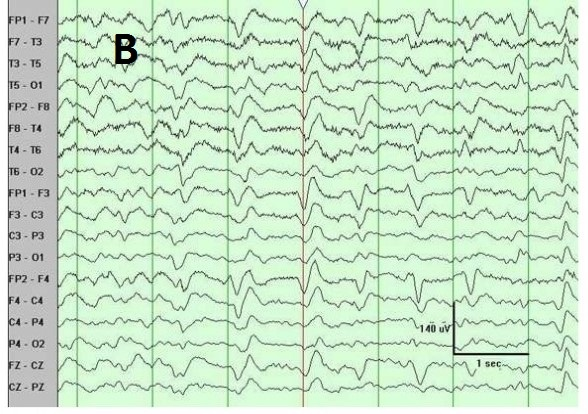 B
FP1 - F7
F7 - T3
T3 - T5
T5 - O1
FP2 - F8
F8 - T4
T4 - T6
T6 - O2
FP1 - F3
F3 - C3
C3 - P3
P3 - O1
FP2 - F4
F4 - C4
C4 - P4
P4 - O2
FZ - CZ
CZ - PZ
140 uV
1 sec